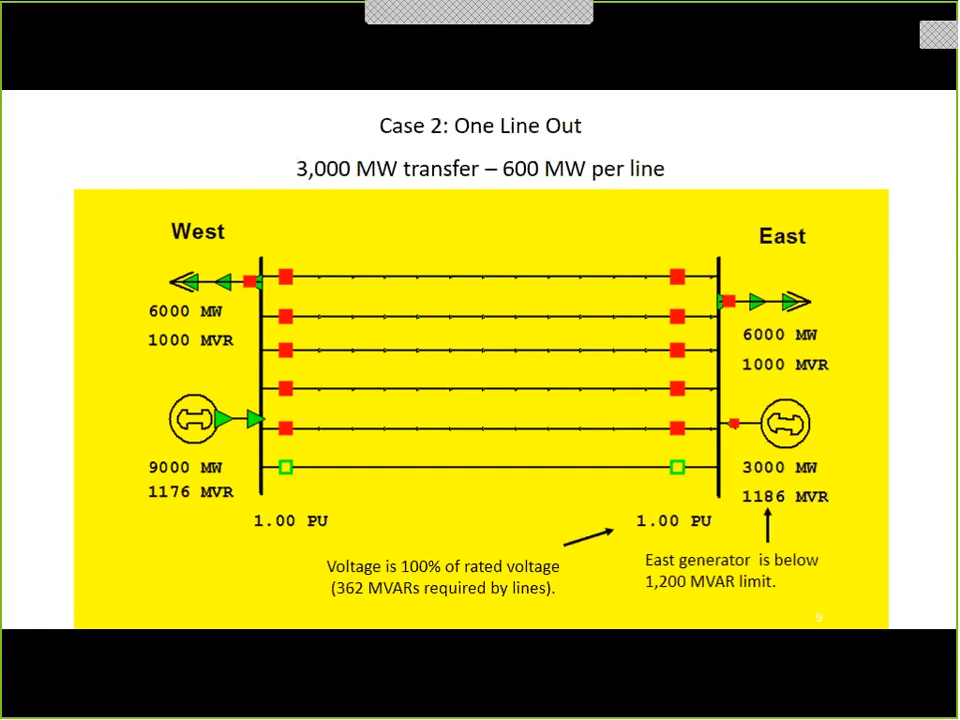 Case 2: One Line Out
3,000 MW transfer – 600 MW per line
West
East
6000 MW
1000 MVR
6000 MW
1000 MVR
9000 MW
1176 MVR
3000 MW
1186 MVR
1.00 PU
1.00 PU
Voltage is 100% of rated voltage
(362 MVARs required by lines).
East generator is below
1,200 MVAR limit.
9